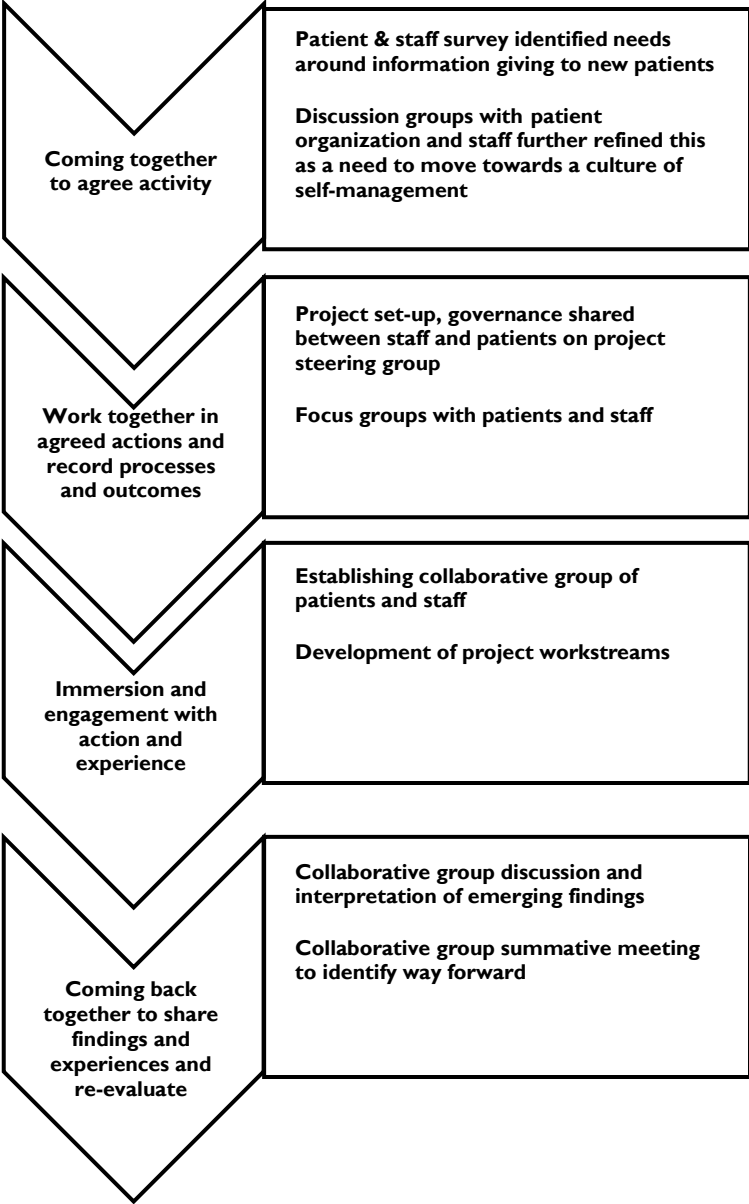 Coming together
to agree activity
Patient & staff survey identified needs
around information giving to new patients
Discussion groups with patient
organization and staff further refined this
as a need to move towards a culture of
self-management
Work together in
agreed actions and
record processes
and outcomes
Project set-up, governance shared
between staff and patients on project
steering group
Focus groups with patients and staff
Immersion and
engagement with
action and
experience
Establishing collaborative group of
patients and staff
Development of project workstreams
Coming back
together to share
findings and
experiences and
re-evaluate
Collaborative group discussion and
interpretation of emerging findings
Collaborative group summative meeting
to identify way forward